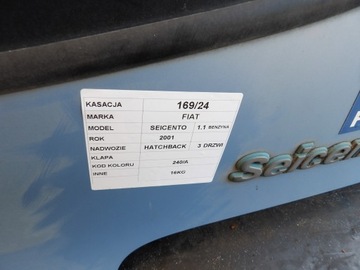 KASACJA 169/24
MARKA FIAT
MODEL SEICENTO 1.1 BENZYNA
ROK 2001
NADWOZIE HATCHBACK 3 DRZWI
KLAPA
KOD KOLORU 240/A
INNE 16KG
Seicen